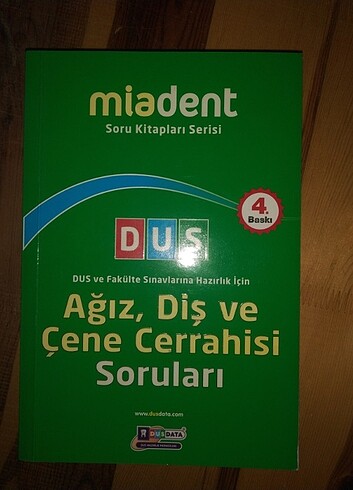 miadent
Soru Kitapları Serisi
4.
Baskı
DUS
DUS ve Fakülte Sınavlarına Hazırlık İçin
Ağız, Diş ve
Çene Cerrahisi
Soruları
www.dusdata.com
DUSDATA